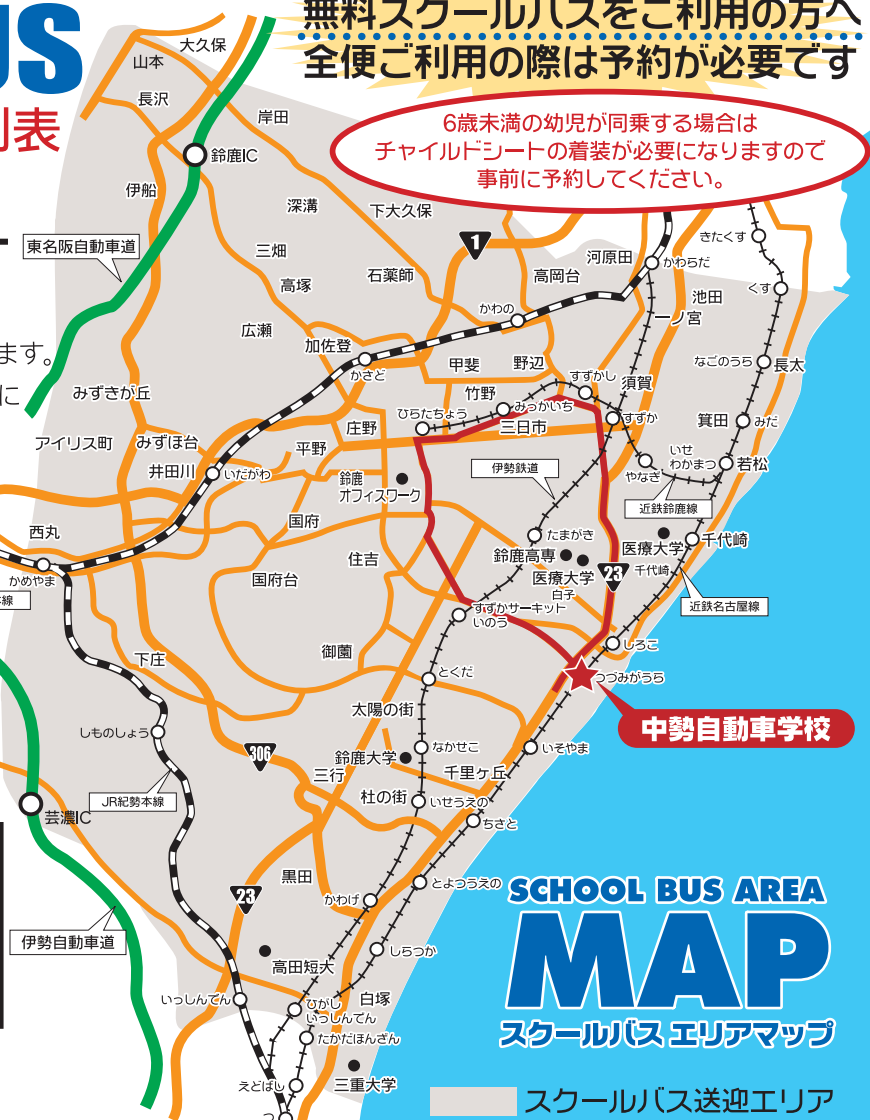 US
無料スクールバスをご利用の方へ
全便ご利用の際は予約が必要です
刻表
6歳未満の幼児が同乗する場合は
チャイルドシートの着装が必要になりますので
事前に予約してください。
大久保
山本
長沢
岸田
鈴鹿IC
伊船
深溝
下大久保
東名阪自動車道
三畑
1
きたくす
河原田
かわらだ
高塚
石薬師
高岡台
池田
くす
かわの
一ノ宮
広瀬
加佐登
ます。
かさど
甲斐
野辺
なごのうら
長太
に
みずきが丘
竹野
すずかし
須賀
ひらたちょう
みっかいち
すずか
庄野
三日市
箕田
みだ
アイリス町
みずほ台
平野
井田川
いだがわ
伊勢鉄道
いせ
わかまつ
若松
やなぎ
鈴鹿
オフィスワーク
近鉄鈴鹿線
国府
西丸
たまがき
医療大学
千代崎
住吉
鈴鹿高専
かめやま
国府台
医療大学
白子
23
千代崎
本線
すずかサーキット
いのう
近鉄名古屋線
しろこ
下庄
御薗
とくだ
つづみがうら
太陽の街
中勢自動車学校
しものしょう
なかせこ
いそやま
306
鈴鹿大学
三行
千里ヶ丘
JR紀勢本線
杜の街
いせうえの
芸濃IC
ちさと
黒田
とよつうえの
23
かわげ
SCHOOL BUS AREA
MAP
スクールバス エリアマップ
伊勢自動車道
しらつか
高田短大
いっしんでん
白塚
ひがし
いっしんでん
たかだほんざん
えどばし
三重大学
つ
スクールバス送迎エリア